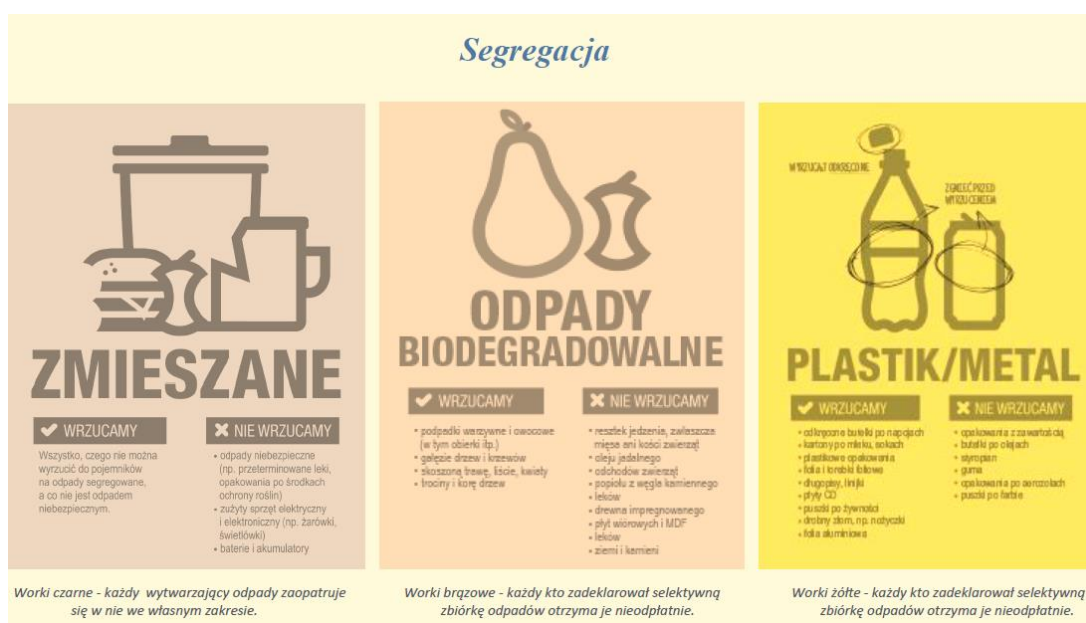 Segregacja
ZMIESZANE
WRZUCAMY
Wszystko, czego nie można
wyrzucić do pojemników
na odpady segregowane,
a co nie jest odpadem
niebezpiecznym.
NIE WRZUCAMY
• odpady niebezpieczne
(np. przeterminowane leki,
opakowania po środkach
ochrony roślin)
• zużyty sprzęt elektryczny
i elektroniczny (np. żarówki,
świetlówki)
• baterie i akumulatory
Worki czarne - każdy wytwarzający odpady zaopatruje
się w nie we własnym zakresie.
ODPADY
BIODEGRADOWALNE
WRZUCAMY
• podpadki warzywne i owocowe
(w tym obierki itp.)
• gałęzie drzew i krzewów
• skoszoną trawę, liście, kwiaty
• trociny i korę drzew
NIE WRZUCAMY
• resztek jedzenia, zwłaszcza
mięsa ani kości zwierząt
• oleju jadalnego
• odchodów zwierząt
• popiołu z węgla kamiennego
• leków
• drewna impregnowanego
• płyt wiórowych i MDF
• leków
• ziemi i kamieni
Worki brązowe - każdy kto zadeklarował selektywną
zbiórkę odpadów otrzyma je nieodpłatnie.
WYRZUCAĆ ODKRĘCONE
ZGNIEĆ PRZED
WYRZUCENIEM
PLASTIK/METAL
WRZUCAMY
• odkręcone butelki po napojach
• kartony po mleku, sokach
• plastikowe opakowania
• folia i torebki foliowe
• długopisy, linijki
• płyty CD
• puszki po żywności
• drobny złom, np. nożyczki
• folia aluminiowa
NIE WRZUCAMY
• opakowania z zawartością
• butelki po olejach
• styropian
• guma
• opakowania po aerozolach
• puszki po farbie
Worki żółte - każdy kto zadeklarował selektywną
zbiórkę odpadów otrzyma je nieodpłatnie.